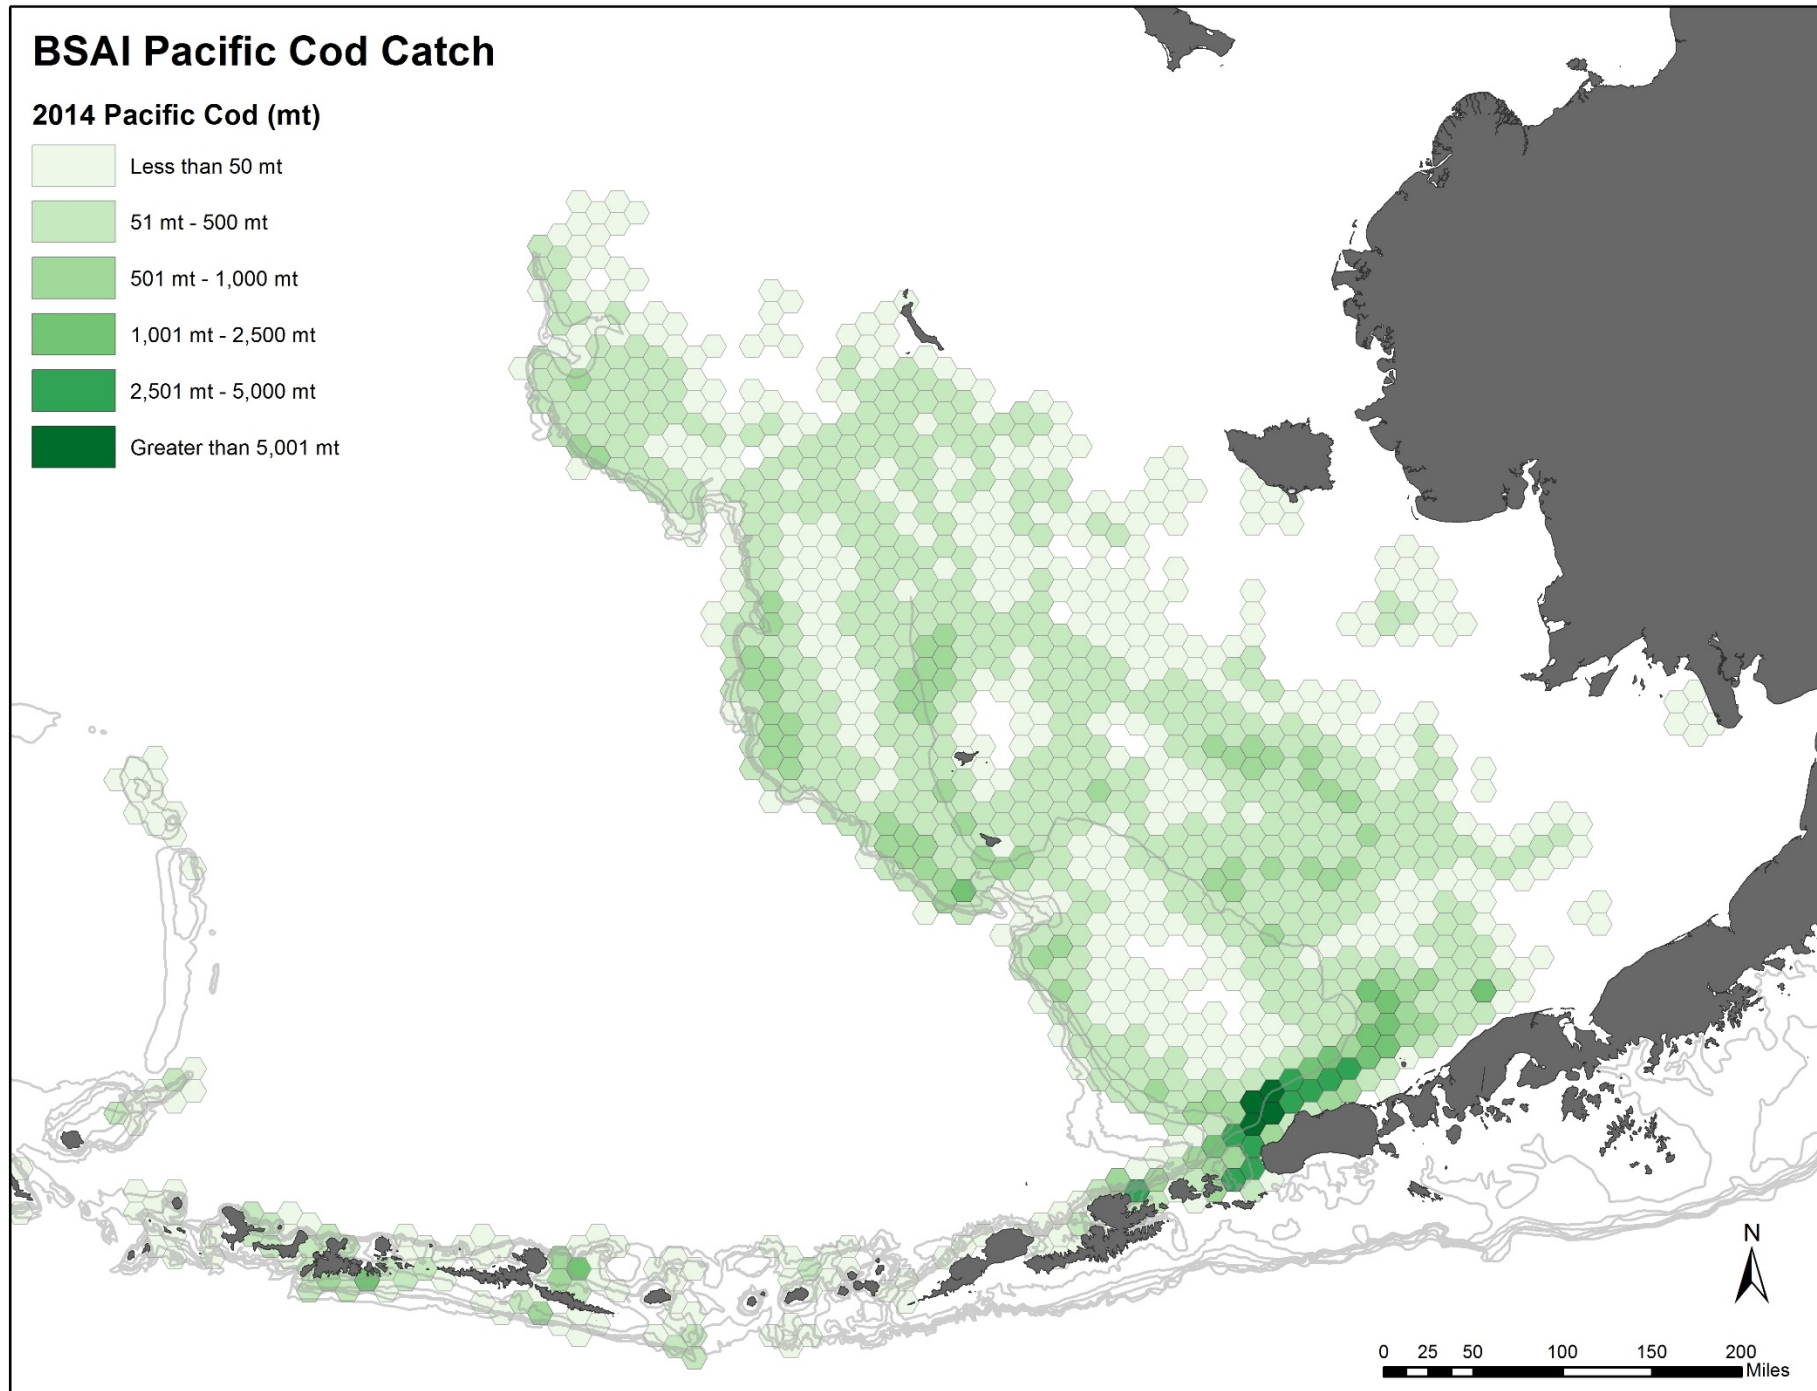 BSAI Pacific Cod Catch
2014 Pacific Cod (mt)
Less than 50 mt
51 mt - 500 mt
501 mt - 1,000 mt
1,001 mt - 2,500 mt
2,501 mt - 5,000 mt
Greater than 5,001 mt
N
0 25 50 100 150 200
Miles